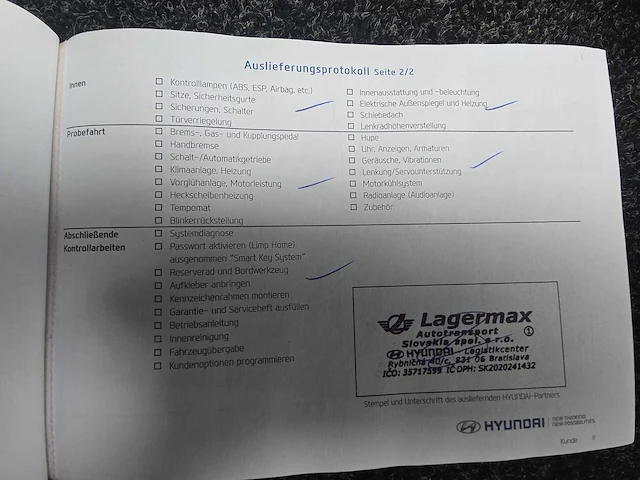 Auslieferungsprotokoll Seite 2/2
Innen
Kontrolllampen (ABS, ESP, Airbag, etc.)
Sitze, Sicherheitsgurte
Sicherungen, Schalter
Türverriegelung
Innenausstattung und -beleuchtung
Elektrische Außenspiegel und Heizung
Schiebedach
Lenkradhöhenverstellung
Probefahrt
Brems-, Gas- und Kupplungspedal
Handbremse
Schalt-/Automatikgetriebe
Klimaanlage, Heizung
Vorglühanlage, Motorleistung
Heckscheibenheizung
Tempomat
Blinkerrückstellung
Hupe
Uhr, Anzeigen, Armaturen
Geräusche, Vibrationen
Lenkung/Servounterstützung
Motorkühlsystem
Radioanlage (Audioanlage)
Zubehör
Abschließende
Kontrollarbeiten
Systemdiagnose
Passwort aktivieren (Limp Home)
ausgenommen "Smart Key System"
Reserverad und Bordwerkzeug
Aufkleber anbringen
Kennzeichenrahmen montieren
Garantie- und Serviceheft ausfüllen
Betriebsanleitung
Innenreinigung
Fahrzeugübergabe
Kundenoptionen programmieren
Lagermax
Autotransport
Slovakia spol. s r.o. 1
HYUNDAI - Logistikcenter
Rybničná 40/c, 831 06 Bratislava
IČO: 35717599 IČ DPH: SK2020241432
Stempel und Unterschrift des ausliefernden HYUNDAI-Partners
HYUNDAI NEW THINKING.
NEW POSSIBILITIES.
Kunde